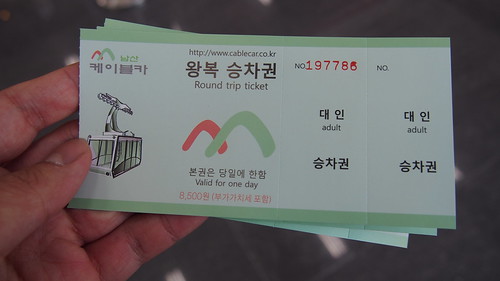 남산
케이블카
http://www.cablecar.co.kr
왕복 승차권
Round trip ticket
본권은 당일에 한함
Valid for one day
8,500원 (부가가치세 포함)
NO.197786
대 인
adult
승차권
NO.
대 인
adult
승차권